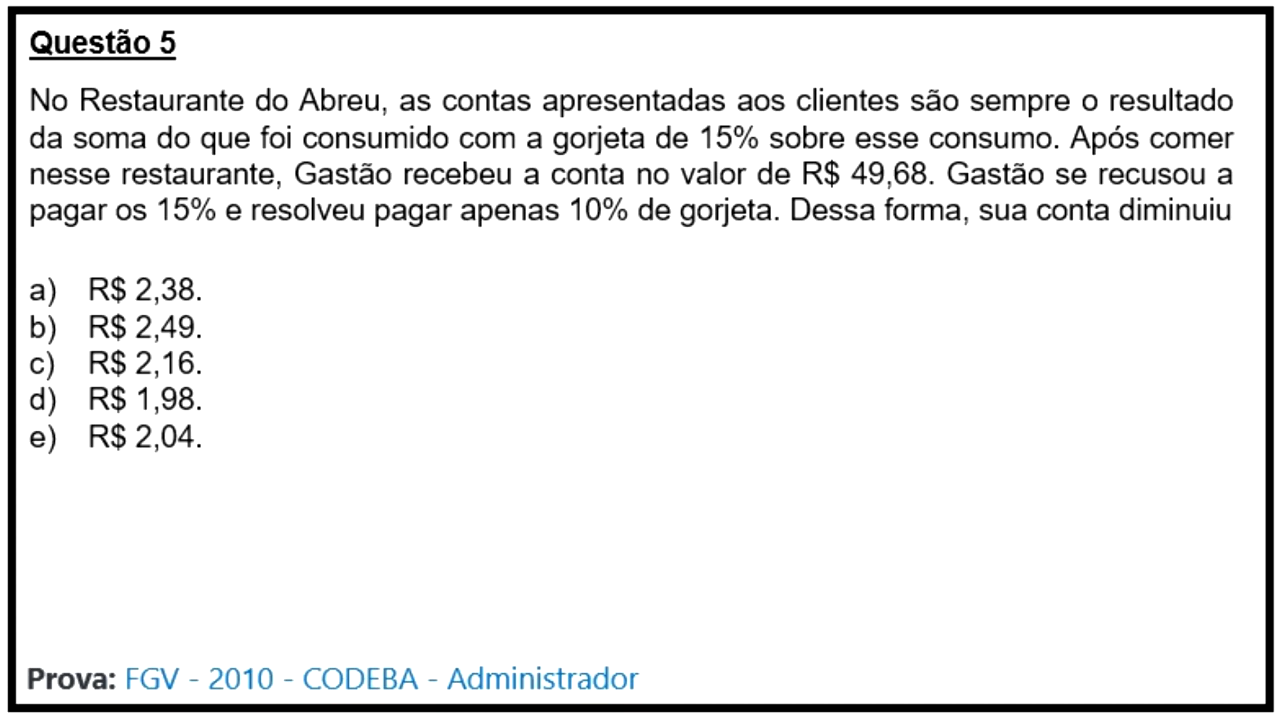 Questão 5
No Restaurante do Abreu, as contas apresentadas aos clientes são sempre o resultado
da soma do que foi consumido com a gorjeta de 15% sobre esse consumo. Após comer
nesse restaurante, Gastão recebeu a conta no valor de R$ 49,68. Gastão se recusou a
pagar os 15% e resolveu pagar apenas 10% de gorjeta. Dessa forma, sua conta diminuiu
a) R$ 2,38.
b) R$ 2,49.
c) R$ 2,16.
d) R$ 1,98.
e) R$ 2,04.
Prova: FGV - 2010 - CODEBA - Administrador